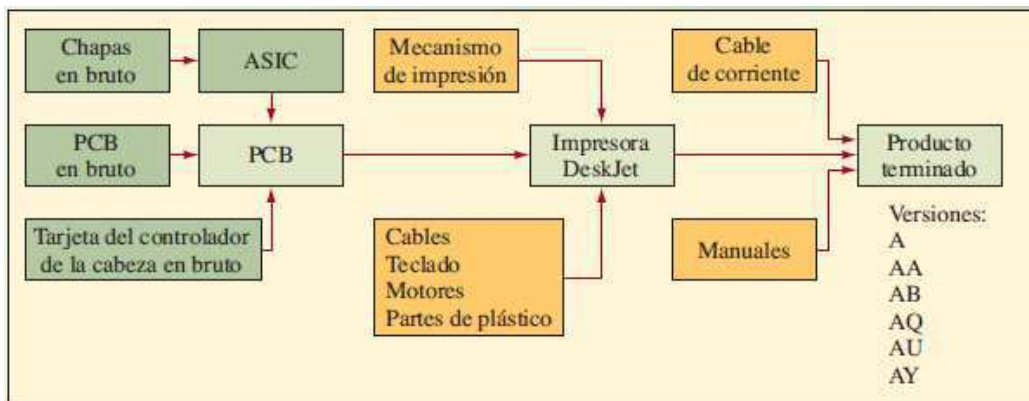 Chapas
en bruto
ASIC
Mecanismo
de impresión
Cable
de corriente
PCB
en bruto
PCB
Impresora
DeskJet
Producto
terminado
Tarjeta del controlador
de la cabeza en bruto
Cables
Teclado
Motores
Partes de plástico
Manuales
Versiones:
A
AA
AB
AQ
AU
AY